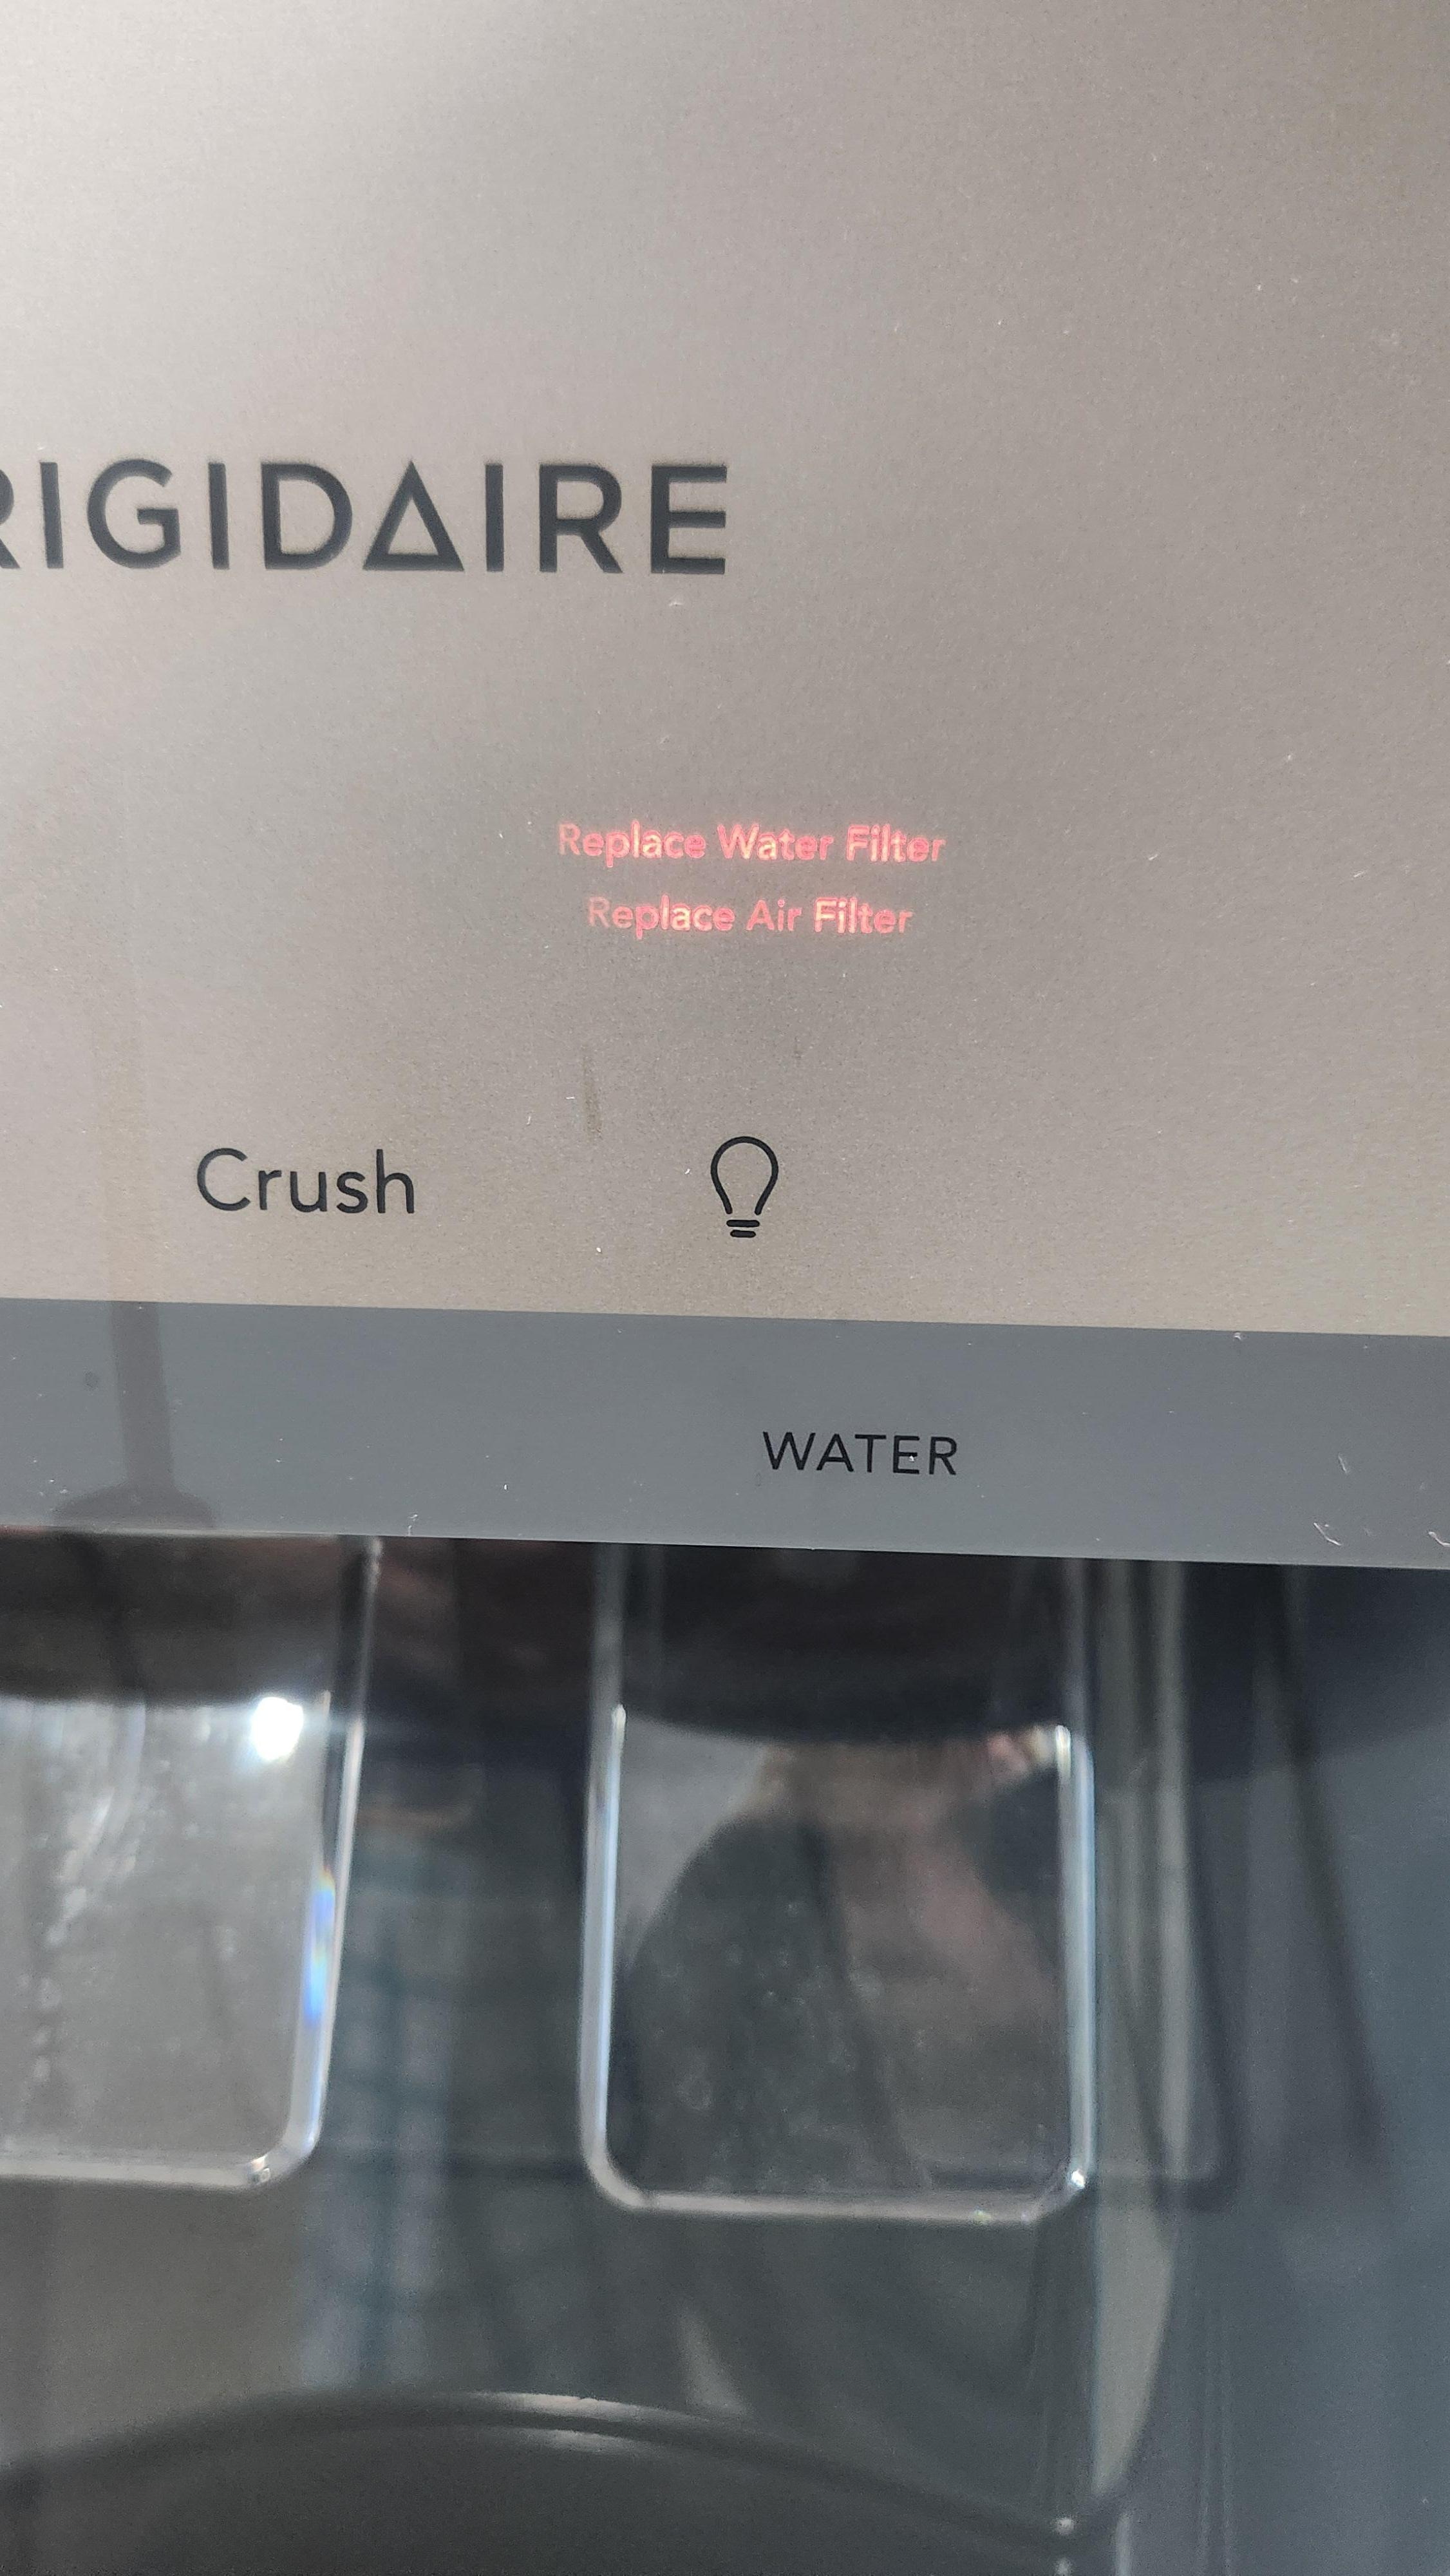 RIGIDAIRE
Replace Water Filter
Replace Air Filter
Crush
WATER